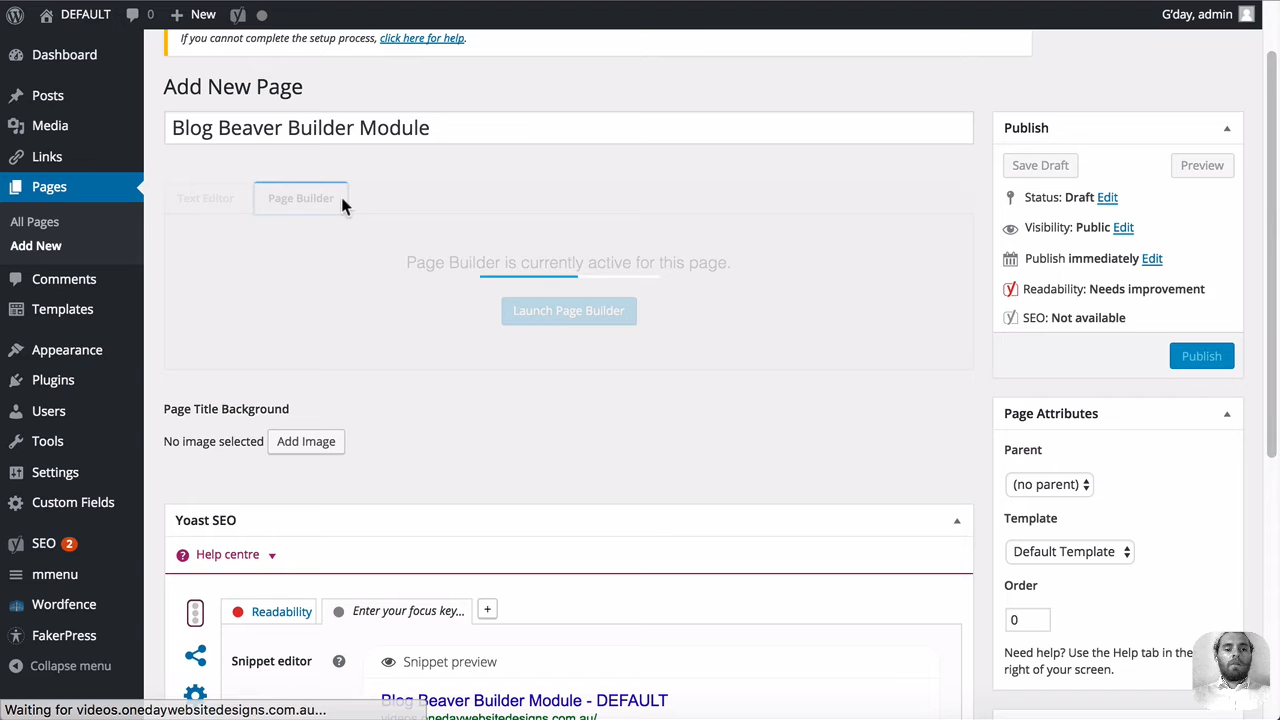 DEFAULT 0 New G'day, admin
If you cannot complete the setup process, click here for help.
Dashboard
Posts
Media
Links
Pages
All Pages
Add New
Comments
Templates
Appearance
Plugins
Users
Tools
Settings
Custom Fields
SEO 2
mmenu
Wordfence
FakerPress
Collapse menu
Add New Page
Blog Beaver Builder Module
Text Editor Page Builder
Page Builder is currently active for this page.
Launch Page Builder
Page Title Background
No image selected Add Image
Yoast SEO
Help centre
Readability Enter your focus key... +
Snippet editor Snippet preview
Blog Beaver Builder Module - DEFAULT
videos.onedaywebsitedesigns.com.au/
Publish
Save Draft Preview
Status: Draft Edit
Visibility: Public Edit
Publish immediately Edit
Readability: Needs improvement
SEO: Not available
Publish
Page Attributes
Parent
(no parent)
Template
Default Template
Order
0
Need help? Use the Help tab in the
right of your screen.
Waiting for videos.onedaywebsitedesigns.com.au...